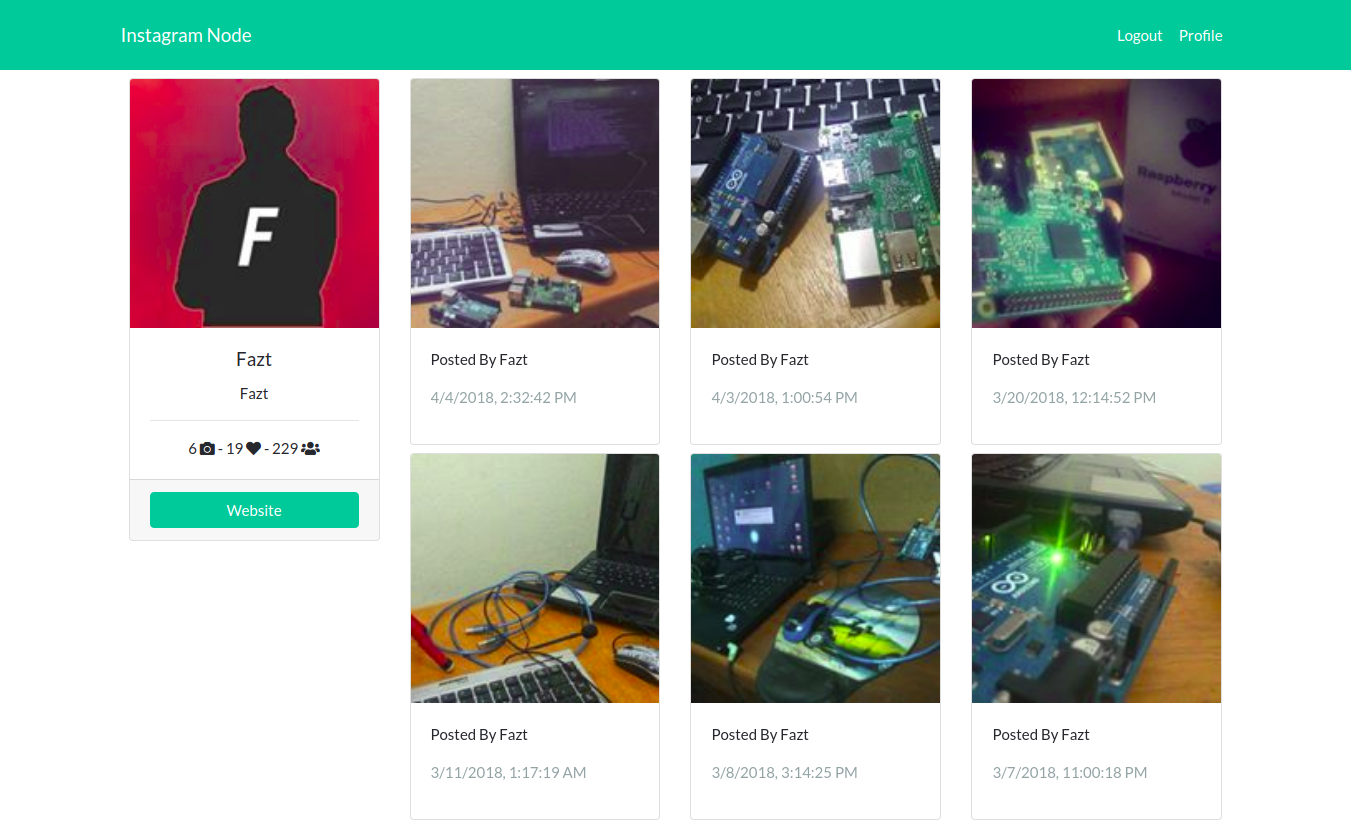 Instagram Node
Logout Profile
F
Fazt
Fazt
6 - 19 - 229
Website
Posted By Fazt
4/4/2018, 2:32:42 PM
Posted By Fazt
4/3/2018, 1:00:54 PM
Raspberry
Posted By Fazt
3/20/2018, 12:14:52 PM
Posted By Fazt
3/11/2018, 1:17:19 AM
Posted By Fazt
3/8/2018, 3:14:25 PM
Posted By Fazt
3/7/2018, 11:00:18 PM